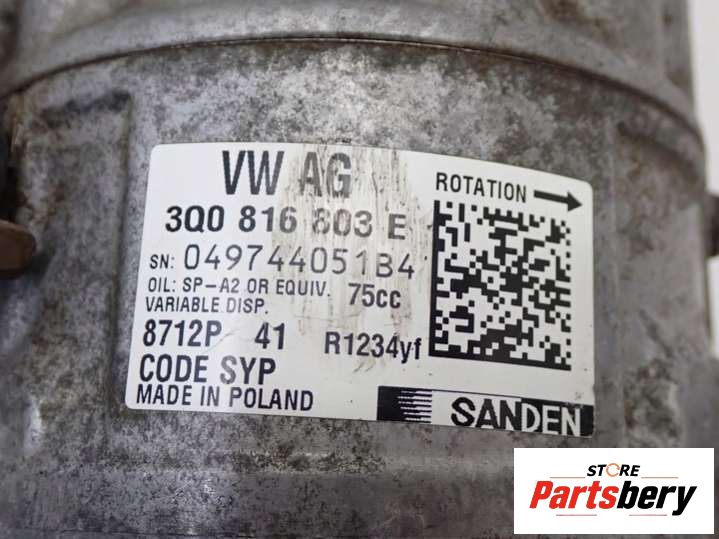 VW AG
ROTATION
3Q0 816 803 E
SN: 049744051B4
OIL: SP-A2 OR EQUIV. 75cc
VARIABLE DISP.
8712P 41 R1234yf
CODE SYP
MADE IN POLAND
SANDEN
STORE
Partsbery